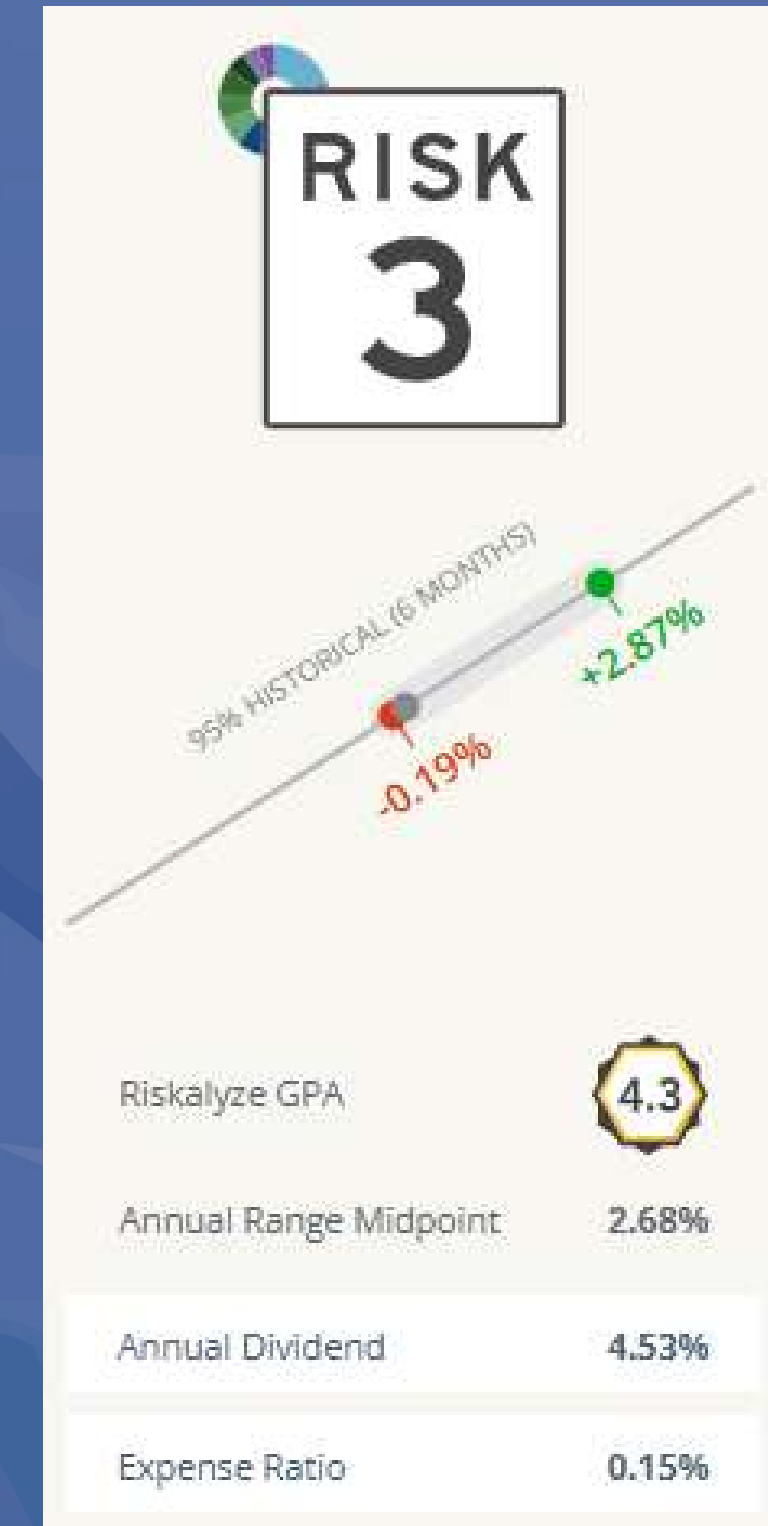 RISK
3
95% HISTORICAL (6 MONTHS)
+2.87%
-0.19%
Riskalyze GPA 4.3
Annual Range Midpoint 2.68%
Annual Dividend 4.53%
Expense Ratio 0.15%